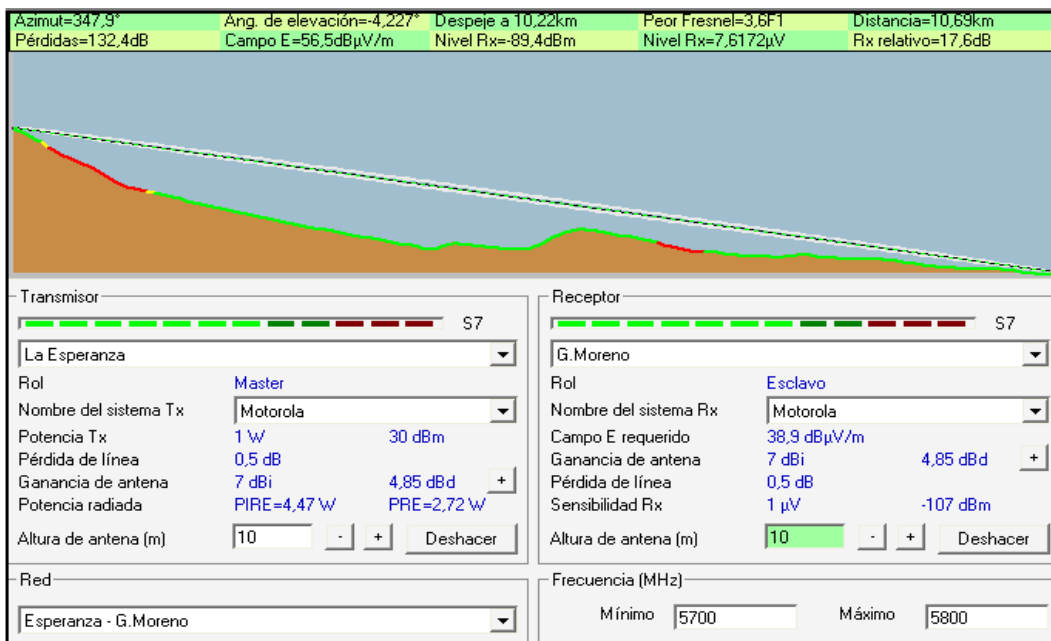 Azimut=347,9° Ang. de elevación=-4,227° Despeje a 10,22km Peor Fresnel=3,6F1 Distancia=10,69km
Pérdidas=132,4dB Campo E=56,5dBµV/m Nivel Rx=-89,4dBm Nivel Rx=7,6172µV Rx relativo=17,6dB
Transmisor
S7
La Esperanza
Rol Master
Nombre del sistema Tx Motorola
Potencia Tx 1 W 30 dBm
Pérdida de línea 0,5 dB
Ganancia de antena 7 dBi 4,85 dBd +
Potencia radiada PIRE=4,47 W PRE=2,72 W
Altura de antena (m) 10 - + Deshacer
Red
Esperanza - G.Moreno
Receptor
S7
G.Moreno
Rol Esclavo
Nombre del sistema Rx Motorola
Campo E requerido 38,9 dBµV/m
Ganancia de antena 7 dBi 4,85 dBd +
Pérdida de línea 0,5 dB
Sensibilidad Rx 1 µV -107 dBm
Altura de antena (m) 10 - + Deshacer
Frecuencia (MHz)
Mínimo 5700 Máximo 5800